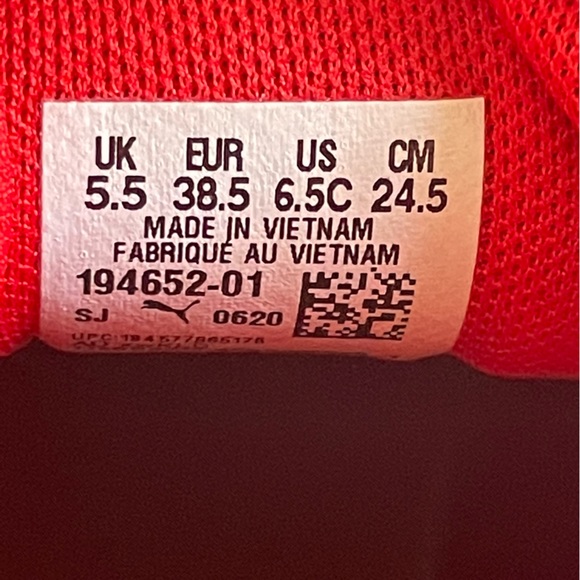 UK EUR US CM
5.5 38.5 6.5C 24.5
MADE IN VIETNAM
FABRIQUÉ AU VIETNAM
194652-01
SJ 0620
UPC: